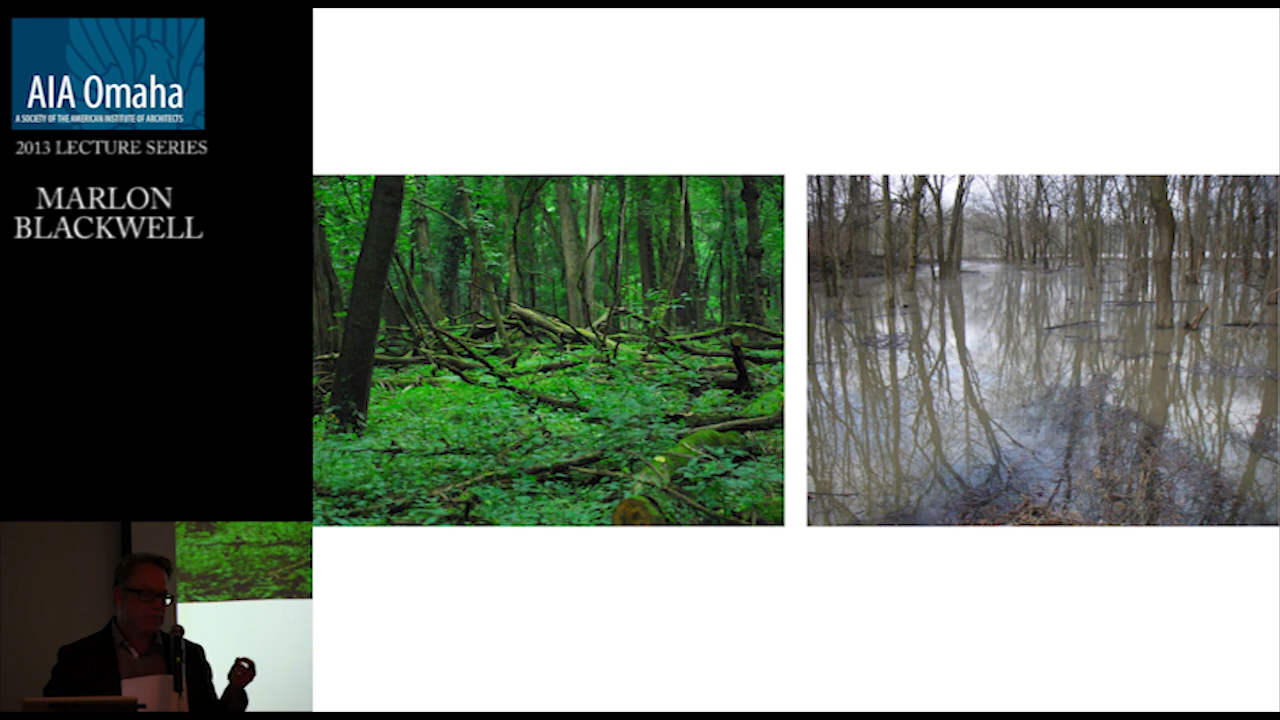 AIA Omaha
A SOCIETY OF THE AMERICAN INSTITUTE OF ARCHITECTS
2013 LECTURE SERIES
MARLON
BLACKWELL